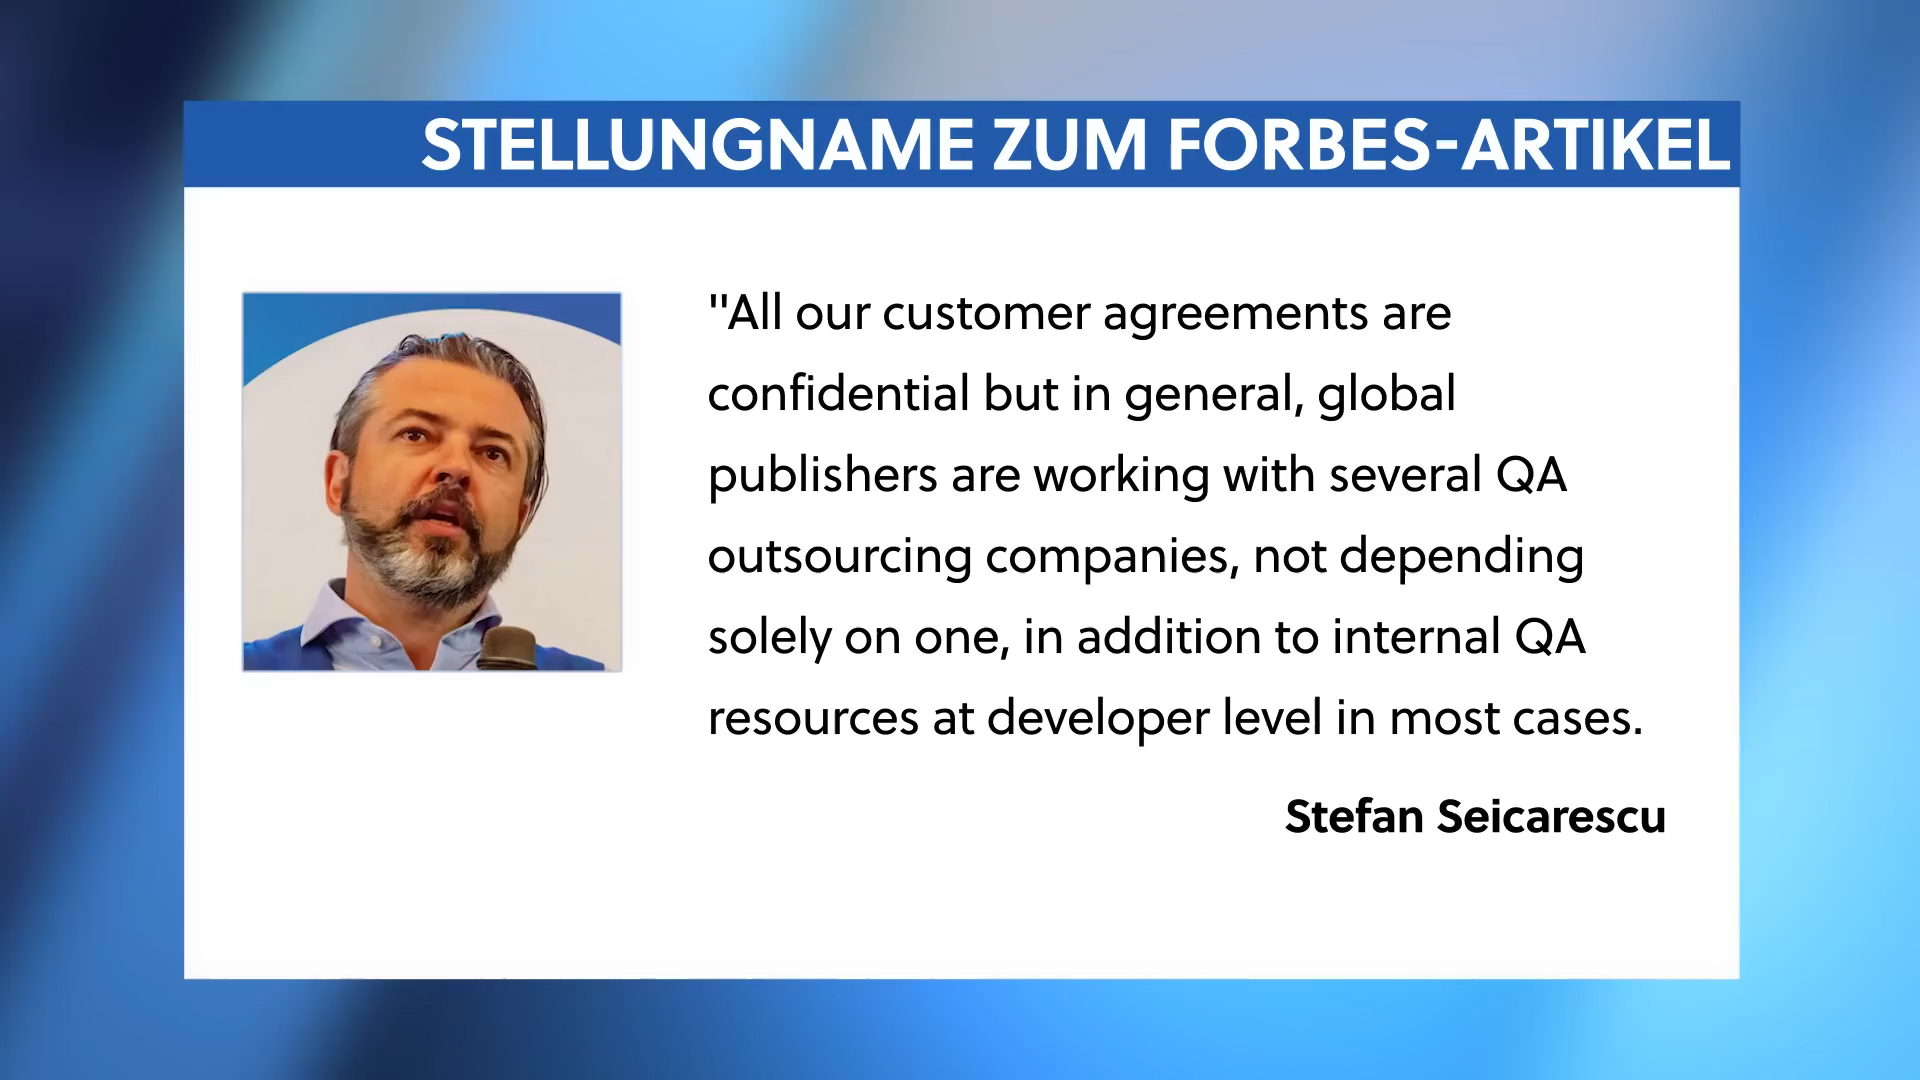 STELLUNGNAME ZUM FORBES-ARTIKEL
"All our customer agreements are
confidential but in general, global
publishers are working with several QA
outsourcing companies, not depending
solely on one, in addition to internal QA
resources at developer level in most cases.
Stefan Seicarescu